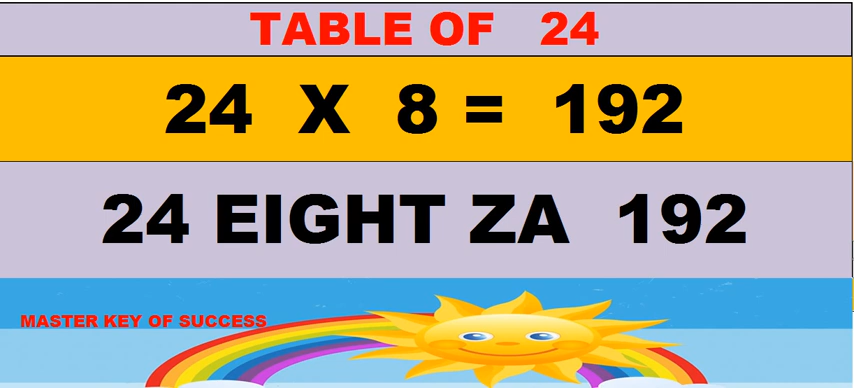 TABLE OF 24
24 X 8 = 192
24 EIGHT ZA 192
MASTER KEY OF SUCCESS